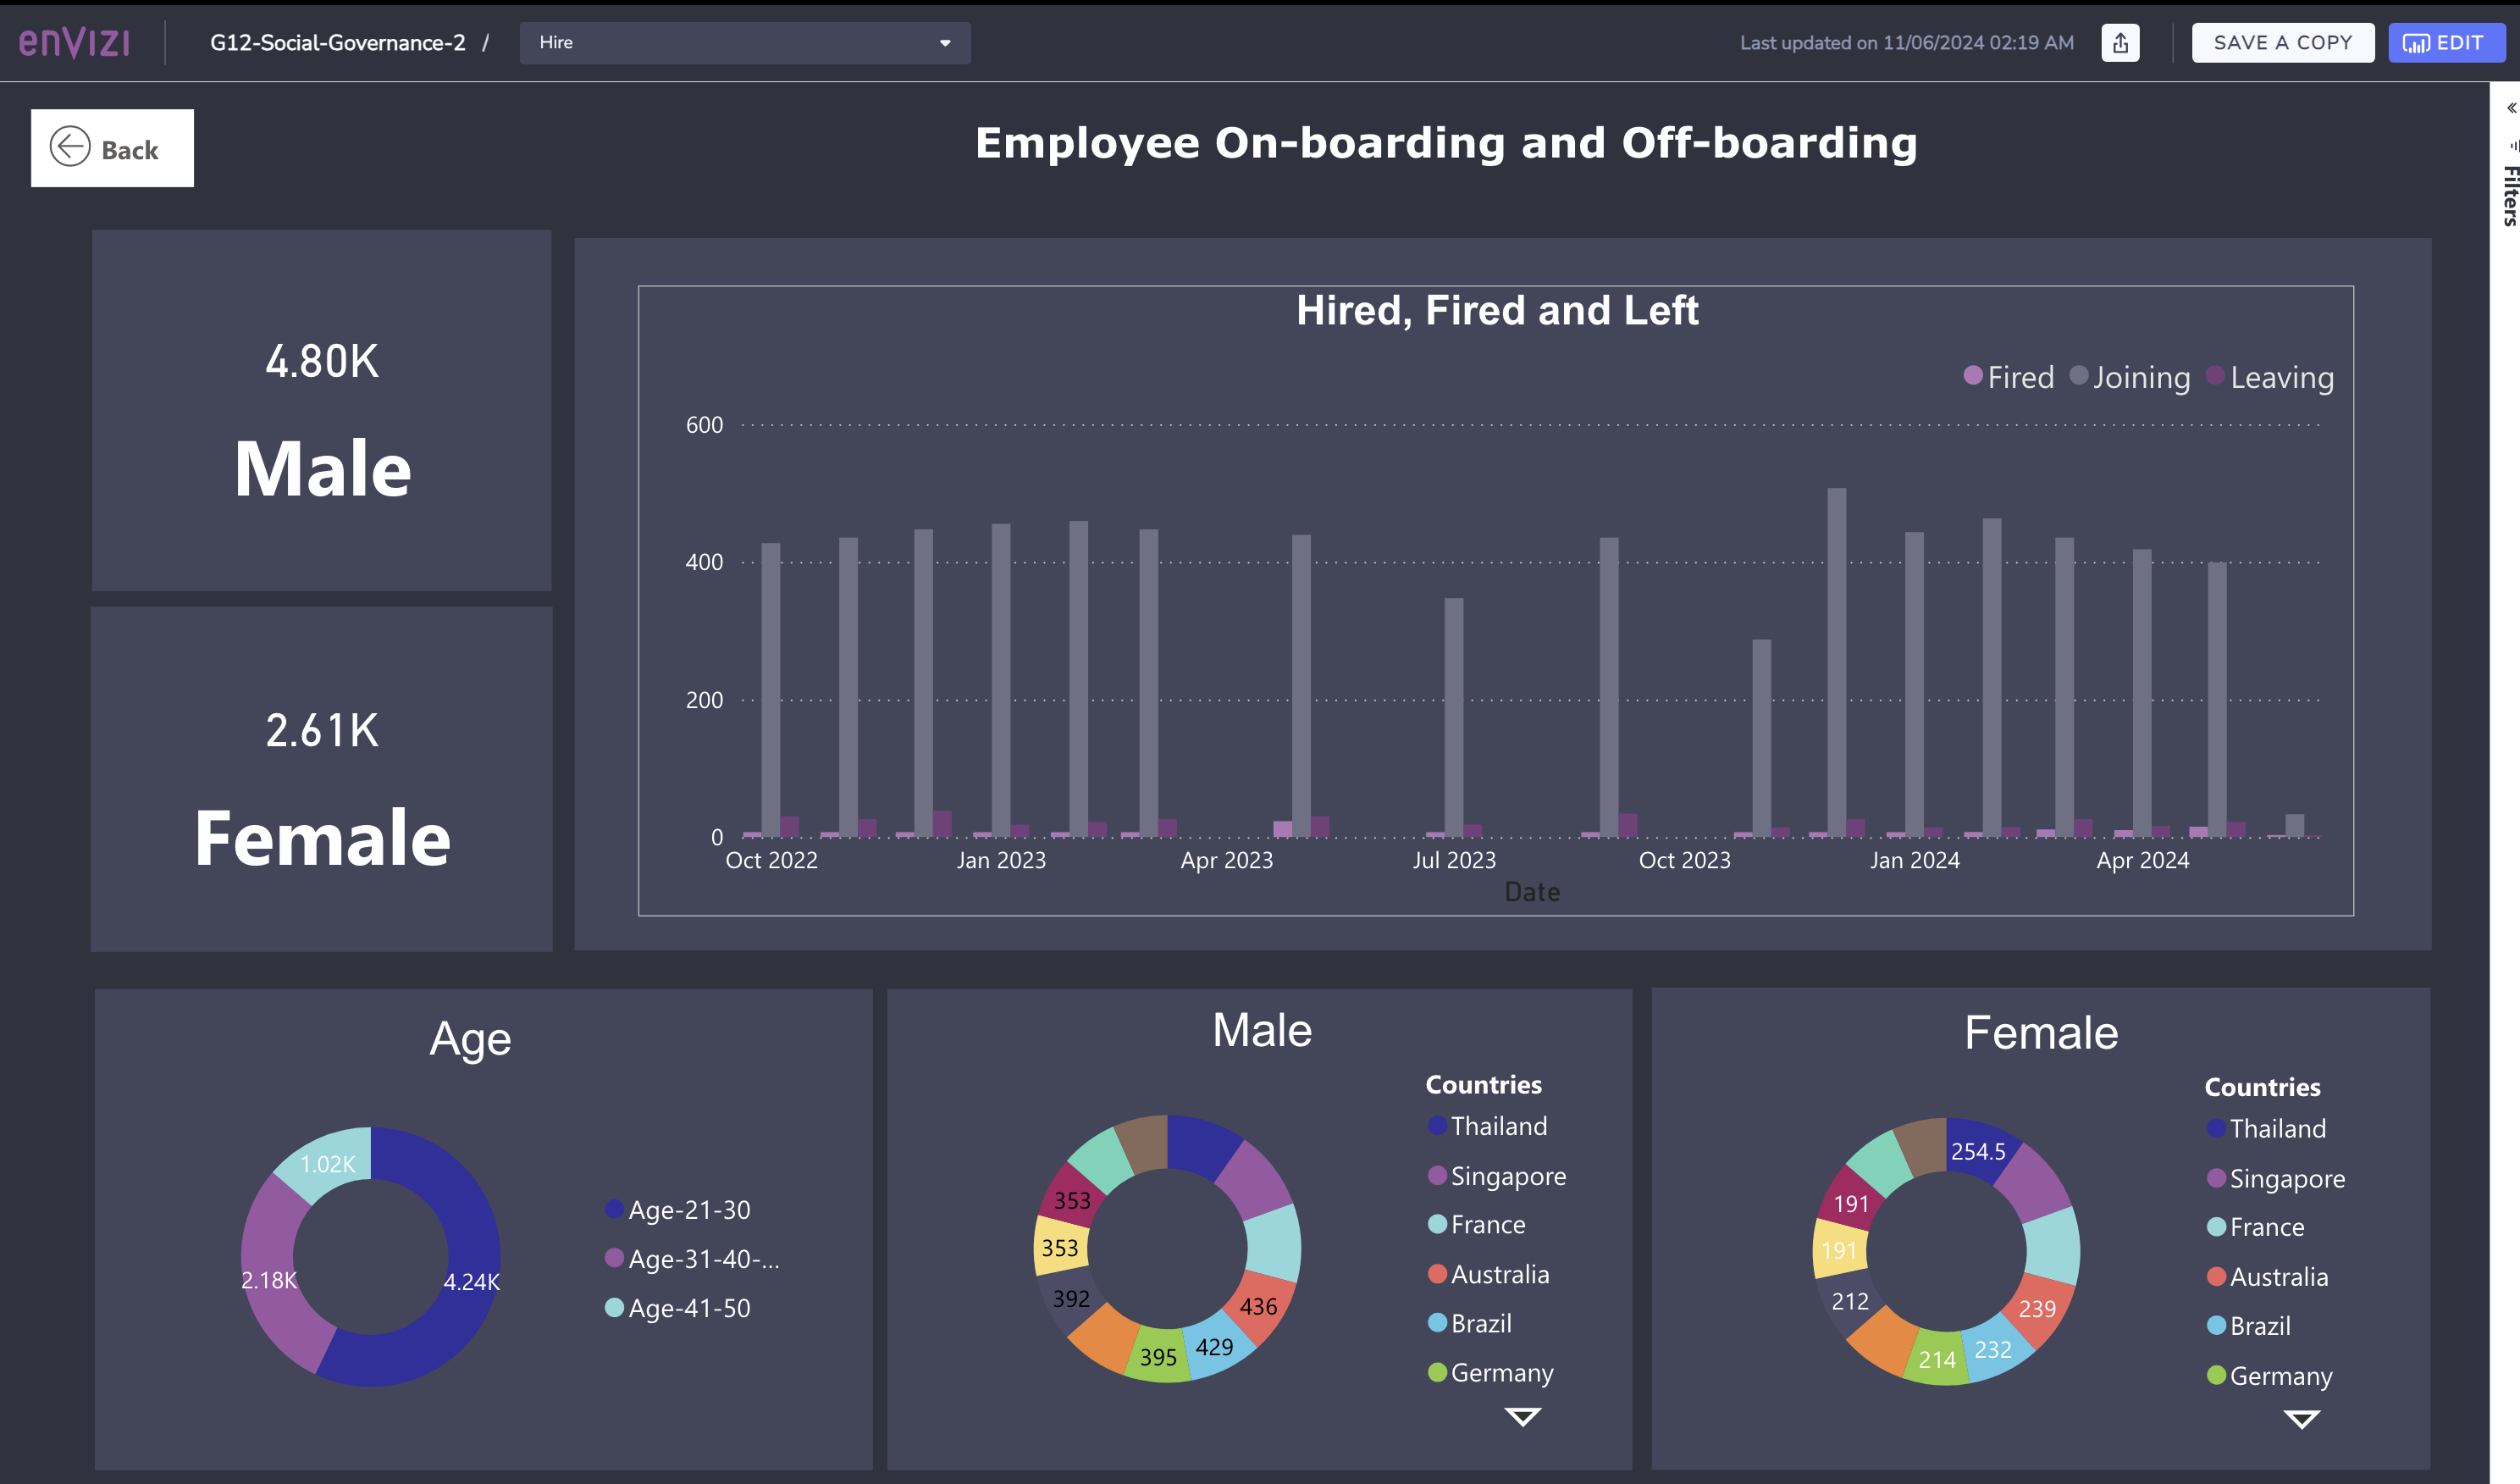 enVIZI
G12-Social-Governance-2 /
Hire
Last updated on 11/06/2024 02:19 AM
SAVE A COPY
EDIT
Back
Employee On-boarding and Off-boarding
Filters
4.80K
Male
2.61K
Female
Hired, Fired and Left
Fired Joining Leaving
600
400
200
0
Oct 2022 Jan 2023 Apr 2023 Jul 2023 Oct 2023 Jan 2024 Apr 2024
Date
Age
1.02K
2.18K
4.24K
Age-21-30
Age-31-40-...
Age-41-50
Male
353
353
392
395
429
436
Countries
Thailand
Singapore
France
Australia
Brazil
Germany
Female
254.5
191
191
212
214
232
239
Countries
Thailand
Singapore
France
Australia
Brazil
Germany